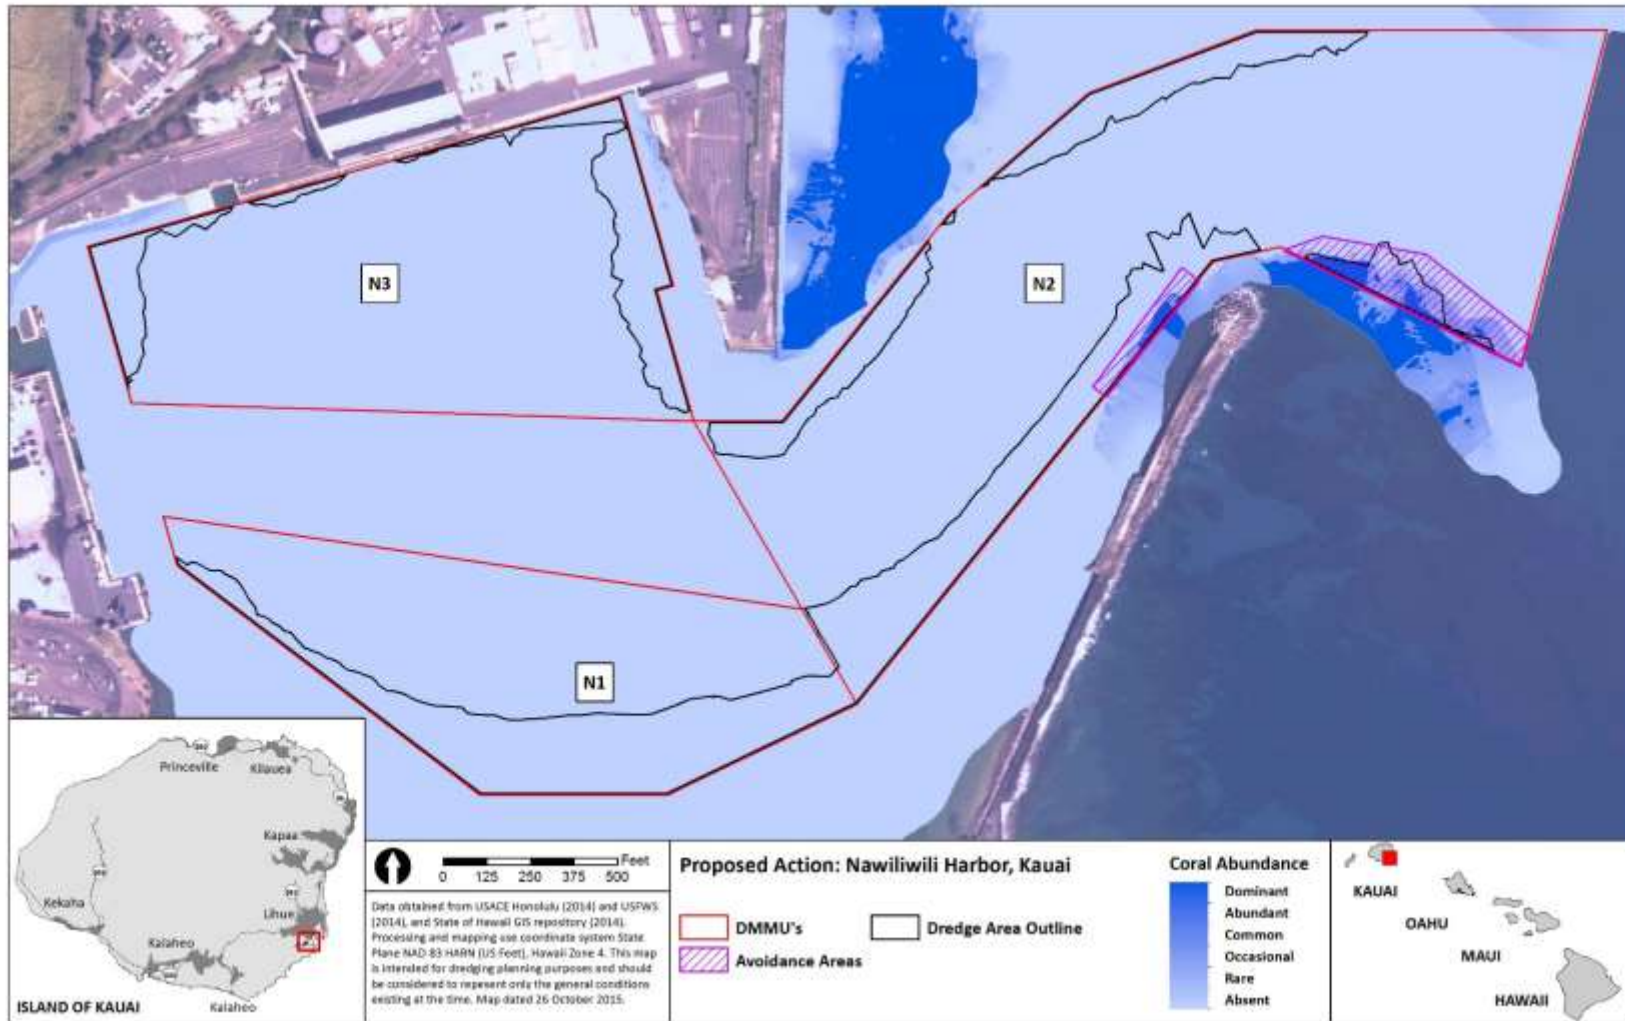 N3
N2
N1
Princeville
Kilauea
Kapaa
Kekaha
Lihue
Kalaheo
Kalaheo
ISLAND OF KAUAI
Feet
0 125 250 375 500
Data obtained from USACE Honolulu (2014) and USFWS
(2014), and State of Hawaii GIS repository (2014).
Processing and mapping use coordinate system State
Plane NAD 83 HARN (US Feet), Hawaii Zone 4. This map
is intended for dredging planning purposes and should
be considered to repesent only the general conditions
existing at the time. Map dated 26 October 2015.
Proposed Action: Nawiliwili Harbor, Kauai
DMMU's
Dredge Area Outline
Avoidance Areas
Coral Abundance
Dominant
Abundant
Common
Occasional
Rare
Absent
KAUAI
OAHU
MAUI
HAWAII